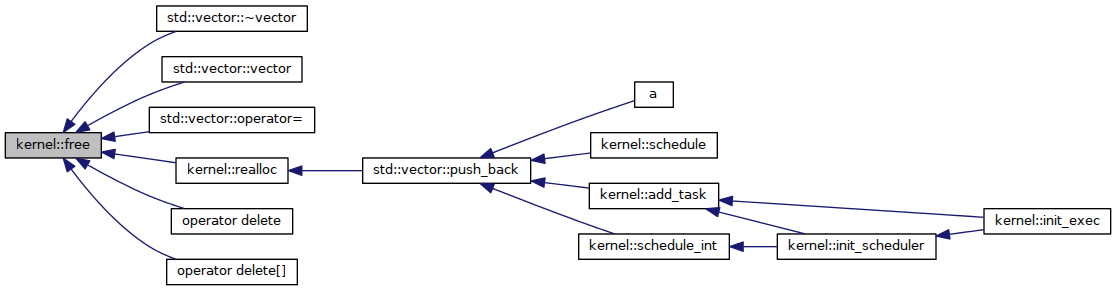 std::vector::~vector
std::vector::vector
a
std::vector::operator=
kernel::free
kernel::schedule
kernel::realloc
std::vector::push_back
kernel::add_task
operator delete
kernel::init_exec
kernel::schedule_int
kernel::init_scheduler
operator delete[]